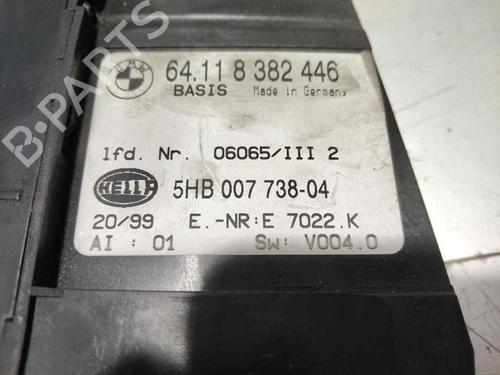 BMW
64.11 8 382 446
BASIS Made in Germany
lfd. Nr. 06065/III 2
HELLA
5HB 007 738-04
20/99 E.-NR:E 7022.K
AI : 01 Sw: V004.0
B-PARTS